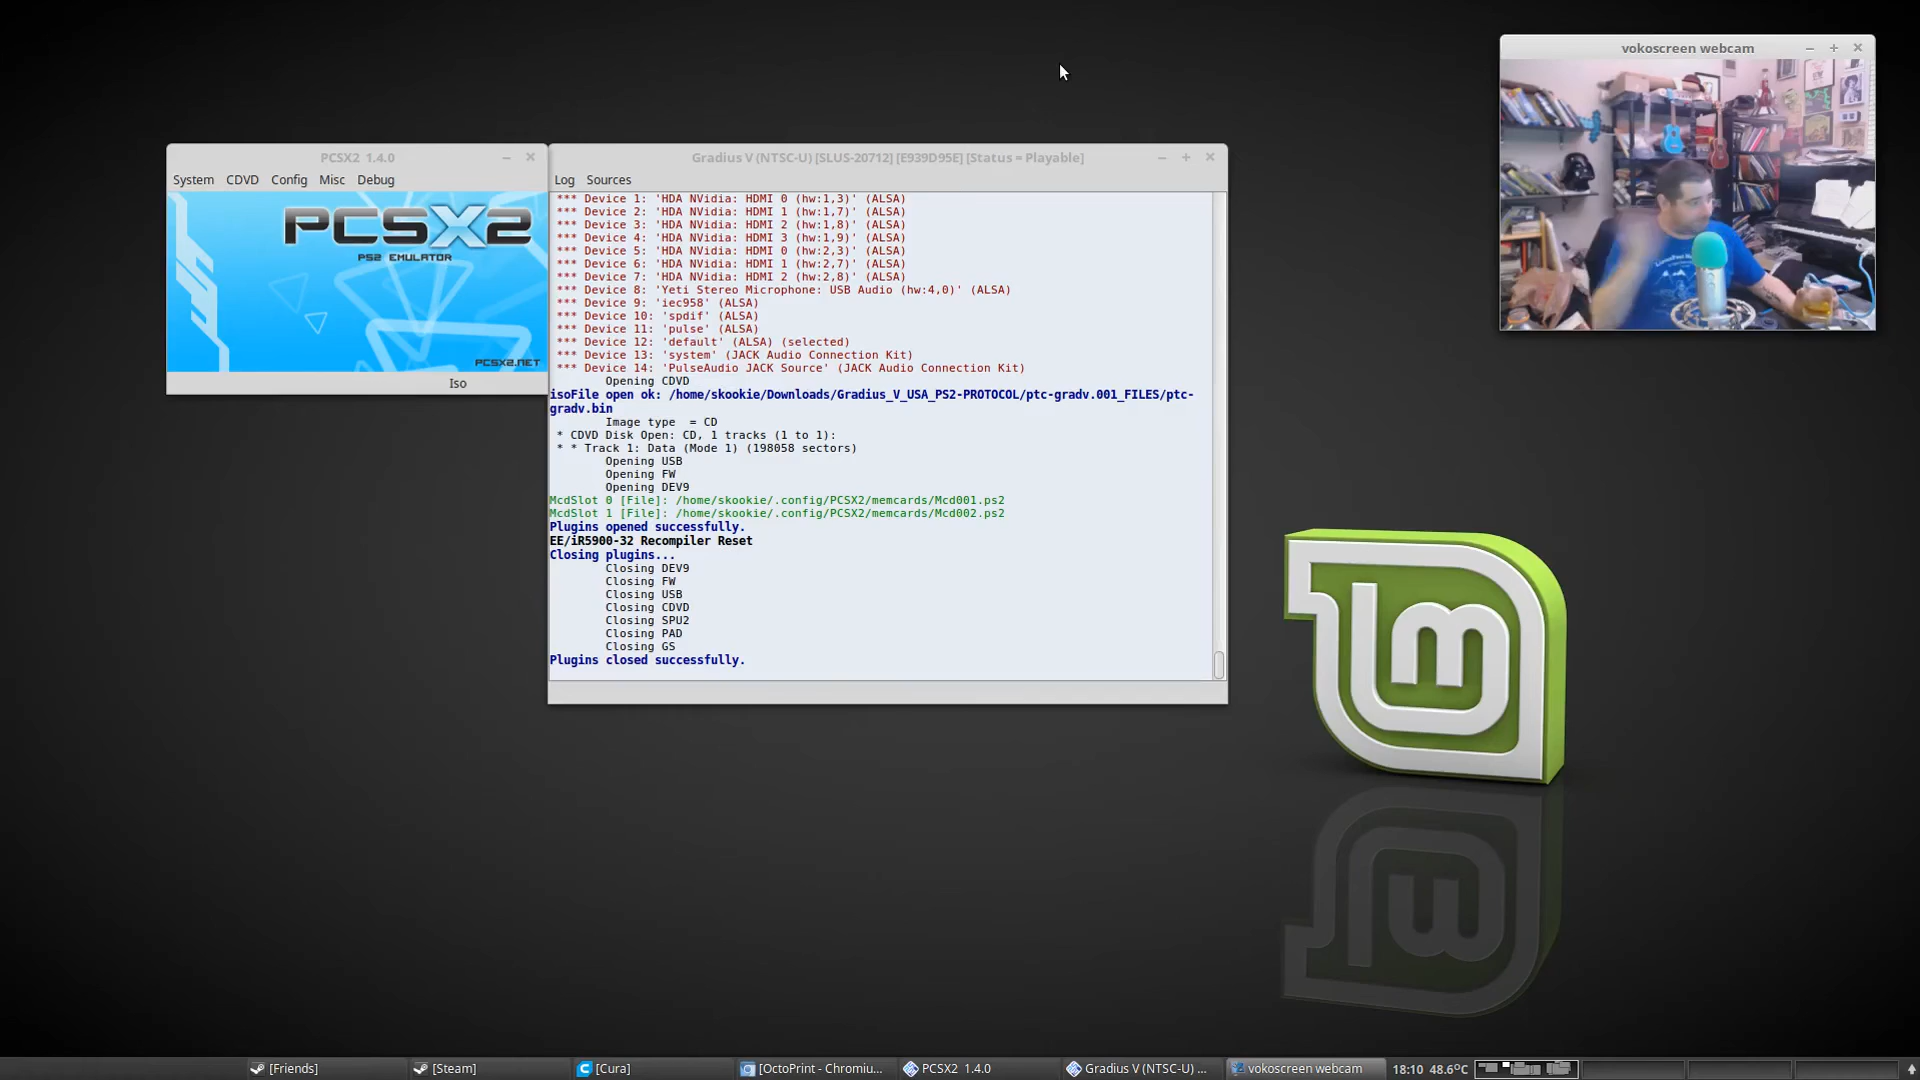 vokoscreen webcam
PCSX2 1.4.0
System CDVD Config Misc Debug
PCSX2
PS2 EMULATOR
PCSX2.NET
Iso
Gradius V (NTSC-U) [SLUS-20712] [E939D95E] [Status = Playable]
Log Sources
*** Device 1: 'HDA NVidia: HDMI 0 (hw:1,3)' (ALSA)
*** Device 2: 'HDA NVidia: HDMI 1 (hw:1,7)' (ALSA)
*** Device 3: 'HDA NVidia: HDMI 2 (hw:1,8)' (ALSA)
*** Device 4: 'HDA NVidia: HDMI 3 (hw:1,9)' (ALSA)
*** Device 5: 'HDA NVidia: HDMI 0 (hw:2,3)' (ALSA)
*** Device 6: 'HDA NVidia: HDMI 1 (hw:2,7)' (ALSA)
*** Device 7: 'HDA NVidia: HDMI 2 (hw:2,8)' (ALSA)
*** Device 8: 'Yeti Stereo Microphone: USB Audio (hw:4,0)' (ALSA)
*** Device 9: 'iec958' (ALSA)
*** Device 10: 'spdif' (ALSA)
*** Device 11: 'pulse' (ALSA)
*** Device 12: 'default' (ALSA) (selected)
*** Device 13: 'system' (JACK Audio Connection Kit)
*** Device 14: 'PulseAudio JACK Source' (JACK Audio Connection Kit)
Opening CDVD
isoFile open ok: /home/skookie/Downloads/Gradius_V_USA_PS2-PROTOCOL/ptc-gradv.001_FILES/ptc-
gradv.bin
Image type = CD
* CDVD Disk Open: CD, 1 tracks (1 to 1):
* * Track 1: Data (Mode 1) (198058 sectors)
Opening USB
Opening FW
Opening DEV9
McdSlot 0 [File]: /home/skookie/.config/PCSX2/memcards/Mcd001.ps2
McdSlot 1 [File]: /home/skookie/.config/PCSX2/memcards/Mcd002.ps2
Plugins opened successfully.
EE/iR5900-32 Recompiler Reset
Closing plugins...
Closing DEV9
Closing FW
Closing USB
Closing CDVD
Closing SPU2
Closing PAD
Closing GS
Plugins closed successfully.
[Friends] [Steam] [Cura] [OctoPrint - Chromiu... PCSX2 1.4.0 Gradius V (NTSC-U) ... vokoscreen webcam 18:10 48.6°C